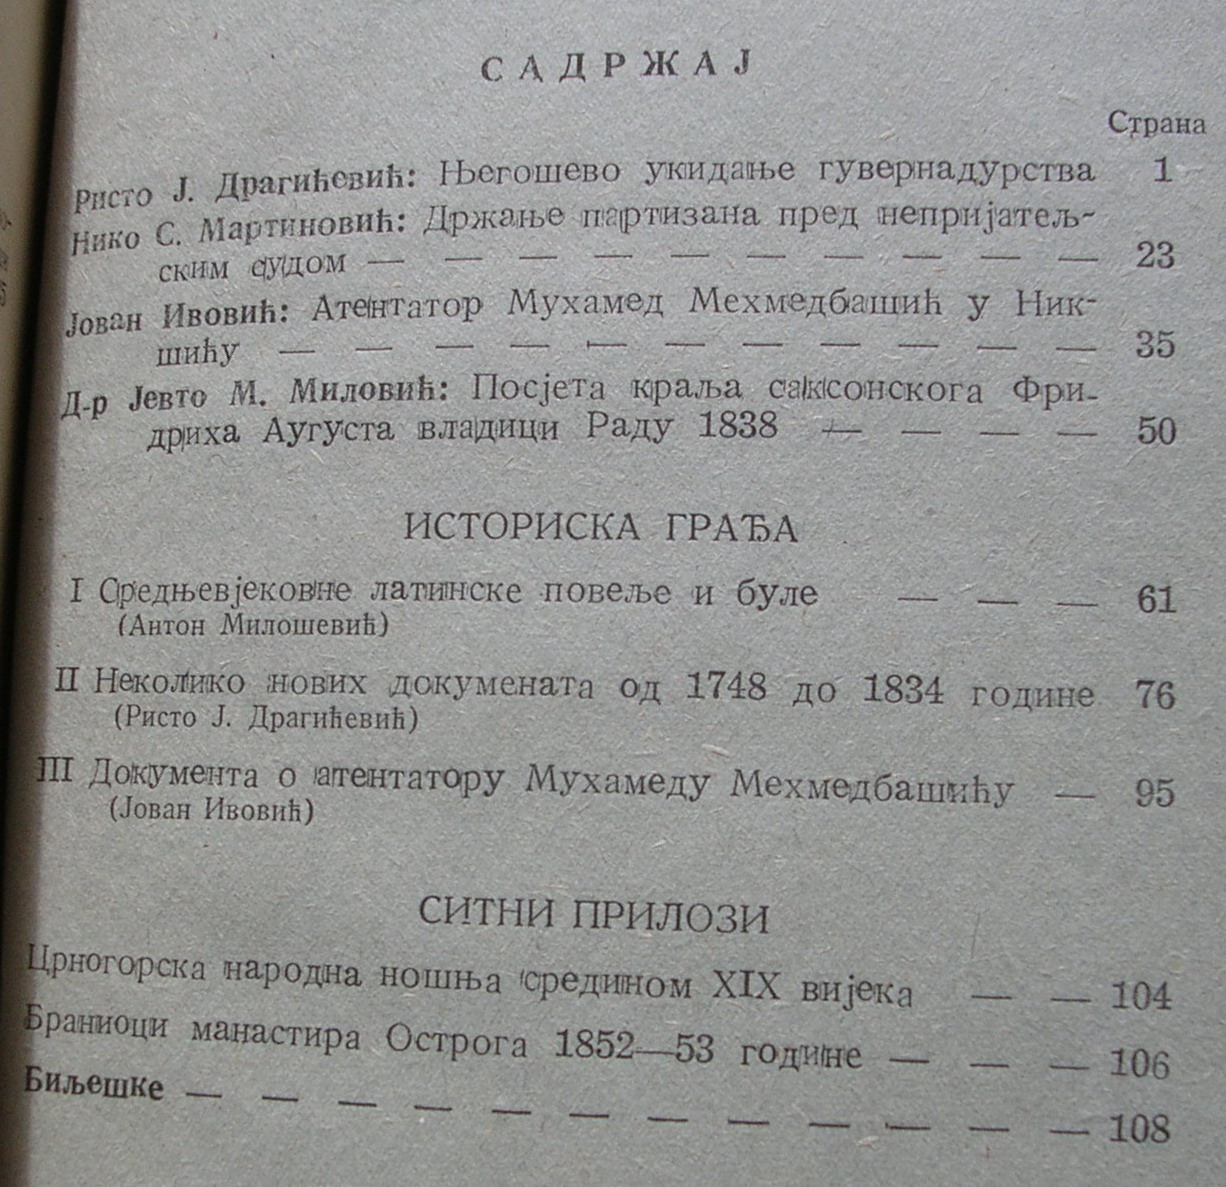 САДРЖАЈ
Страна
Ристо Ј. Драгићевић: Његошево укидање гувернадурства 1
Нико С. Мартиновић: Држање партизана пред непријатељ-
ским судом — — — — — — — — — — 23
Јован Ивовић: Атентатор Мухамед Мехмедбашић у Ник-
шићу — — — — — — — — — — — 35
Д-р Јевто М. Миловић: Посјета краља саксонскога Фри-
дриха Аугуста владици Раду 1838 — — — — 50
ИСТОРИСКА ГРАЂА
I Средњевјековне латинске повеље и буле — — — 61
(Антон Милошевић)
II Неколико нових докумената од 1748 до 1834 године 76
(Ристо Ј. Драгићевић)
III Документа о атентатору Мухамеду Мехмедбашићу — 95
(Јован Ивовић)
СИТНИ ПРИЛОЗИ
Црногорска народна ношња средином XIX вијека — — 104
Браниоци манастира Острога 1852—53 године — — — 106
Биљешке — — — — — — — — — — — — 108